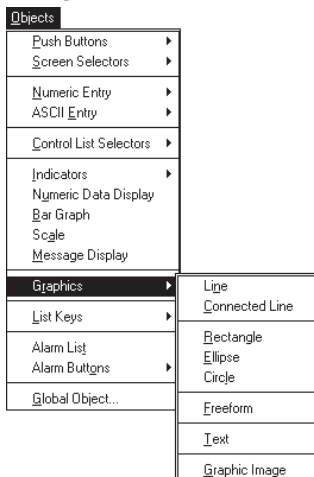 Objects
Push Buttons
Screen Selectors
Numeric Entry
ASCII Entry
Control List Selectors
Indicators
Numeric Data Display
Bar Graph
Scale
Message Display
Graphics
List Keys
Alarm List
Alarm Buttons
Global Object...
Line
Connected Line
Rectangle
Ellipse
Circle
Freeform
Text
Graphic Image